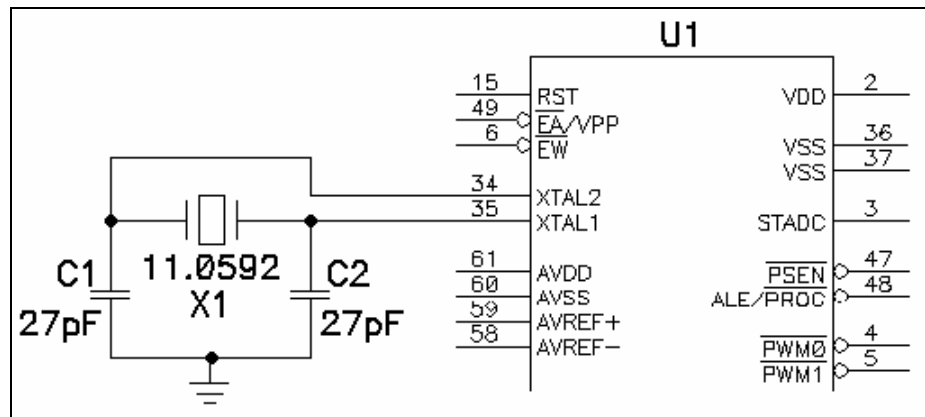 U1
15 RST VDD 2
49 EA/VPP
6 EW VSS 36
VSS 37
34 XTAL2
35 XTAL1 STADC 3
C1 11.0592 C2
X1
27pF 27pF
61 AVDD PSEN 47
60 AVSS ALE/PROC 48
59 AVREF+
58 AVREF- PWM0 4
PWM1 5